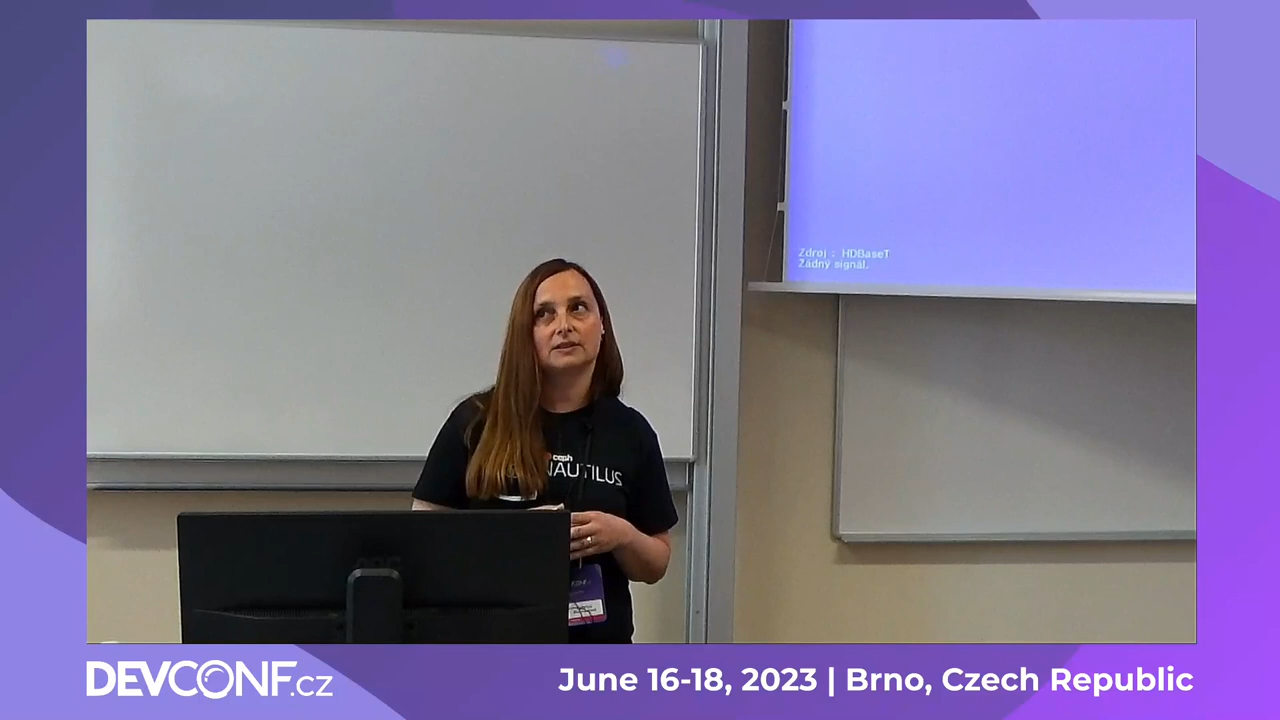 Zdroj : HDBaseT
Žádný signál.
ceph
NAUTILUS
DEVCONF.cz
June 16-18, 2023 | Brno, Czech Republic